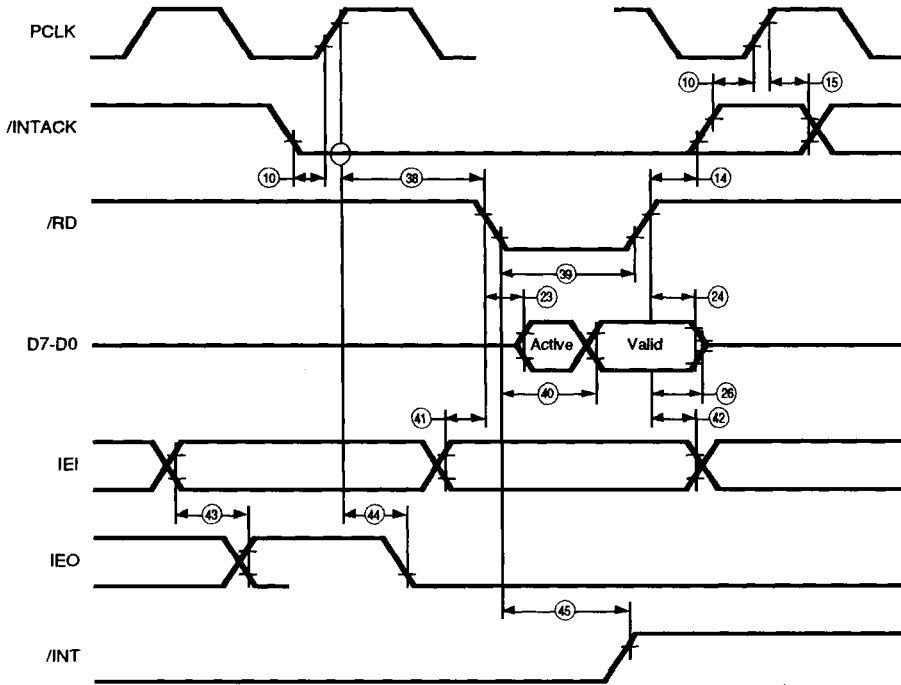 PCLK
10
15
/INTACK
10
38
14
/RD
39
23
24
D7-D0
Active
Valid
40
26
41
42
IEI
43
44
IEO
45
/INT